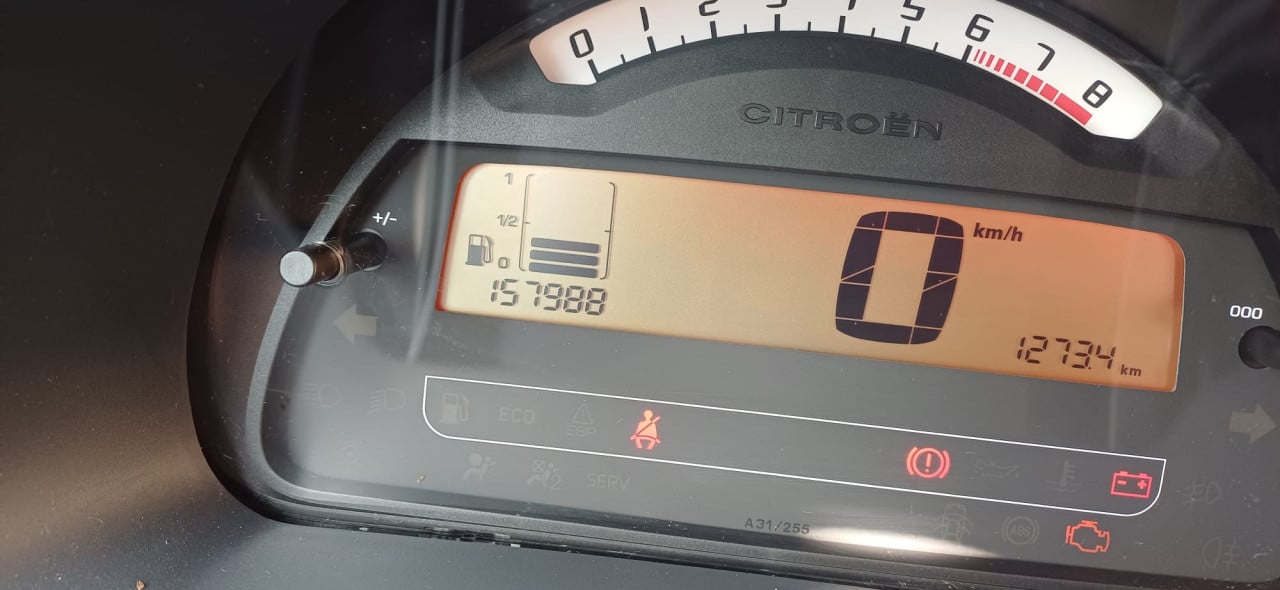 0 1 2 3 4 5 6 7 8
CITROËN
+/-
1
1/2
0
157988
0 km/h
000
1273.4 km
ECO
ESP
SERV
A31/255
ABS